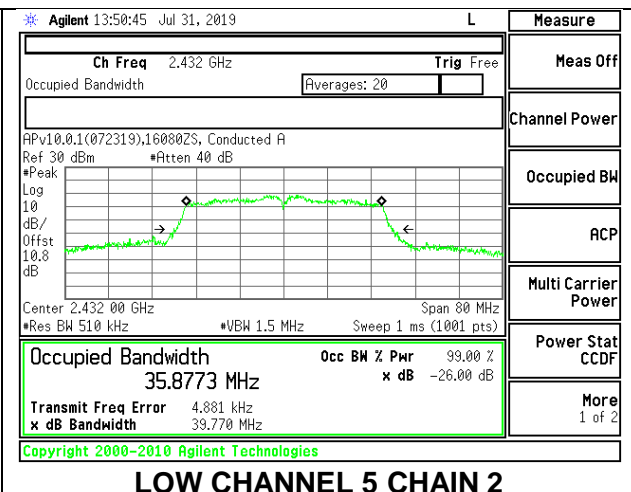 Agilent 13:50:45 Jul 31, 2019 L
Measure
Ch Freq 2.432 GHz Trig Free
Meas Off
Occupied Bandwidth Averages: 20
Channel Power
APv10.0.1(072319),16080ZS, Conducted A
Ref 30 dBm #Atten 40 dB
#Peak
Log
10
dB/
Offst
10.8
dB
Occupied BW
ACP
Center 2.432 00 GHz Span 80 MHz
#Res BW 510 kHz #VBW 1.5 MHz Sweep 1 ms (1001 pts)
Multi Carrier
Power
Occupied Bandwidth Occ BW % Pwr 99.00 %
35.8773 MHz x dB -26.00 dB
Transmit Freq Error 4.881 kHz
x dB Bandwidth 39.770 MHz
Power Stat
CCDF
More
1 of 2
Copyright 2000-2010 Agilent Technologies
LOW CHANNEL 5 CHAIN 2